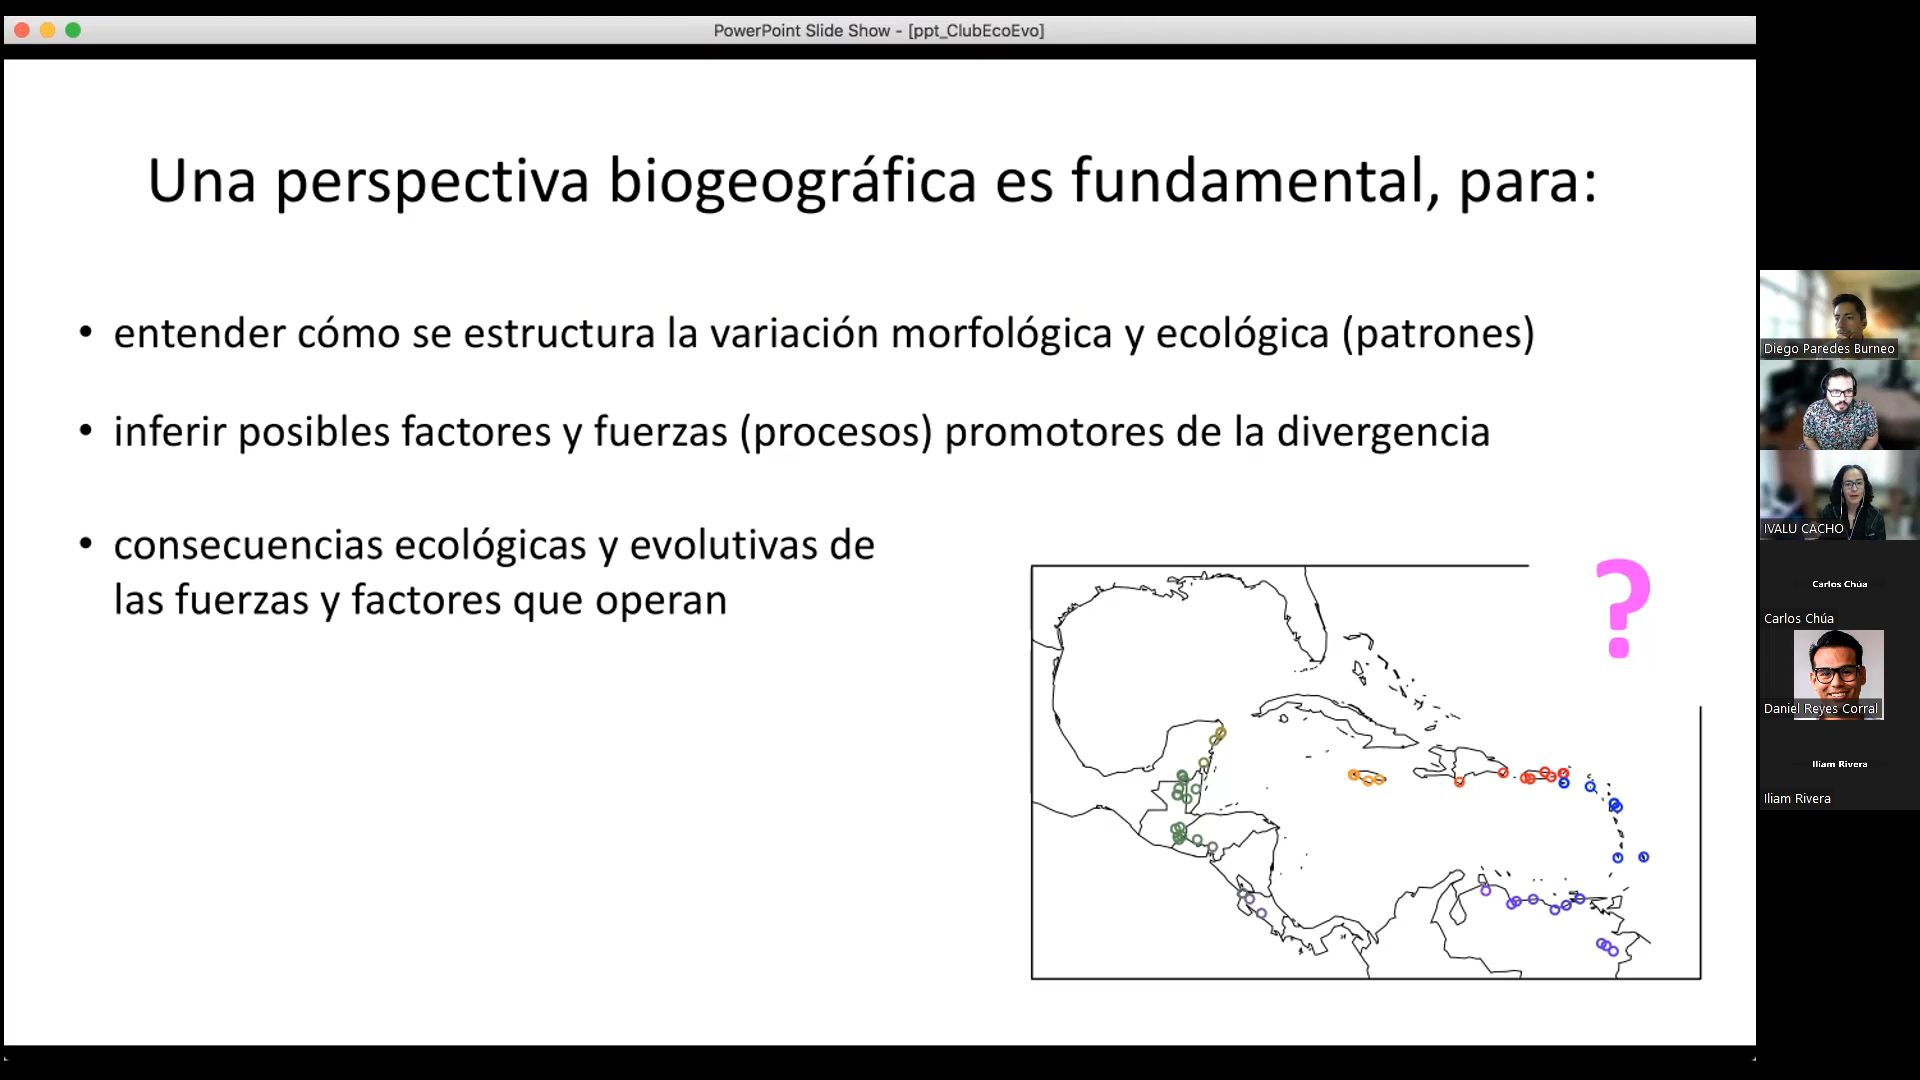 PowerPoint Slide Show - [ppt_ClubEcoEvo]
Una perspectiva biogeográfica es fundamental, para:
• entender cómo se estructura la variación morfológica y ecológica (patrones)
• inferir posibles factores y fuerzas (procesos) promotores de la divergencia
• consecuencias ecológicas y evolutivas de
las fuerzas y factores que operan
?
Diego Paredes Burneo
IVALU CACHO
Carlos Chúa
Carlos Chúa
Daniel Reyes Corral
Iliam Rivera
Iliam Rivera